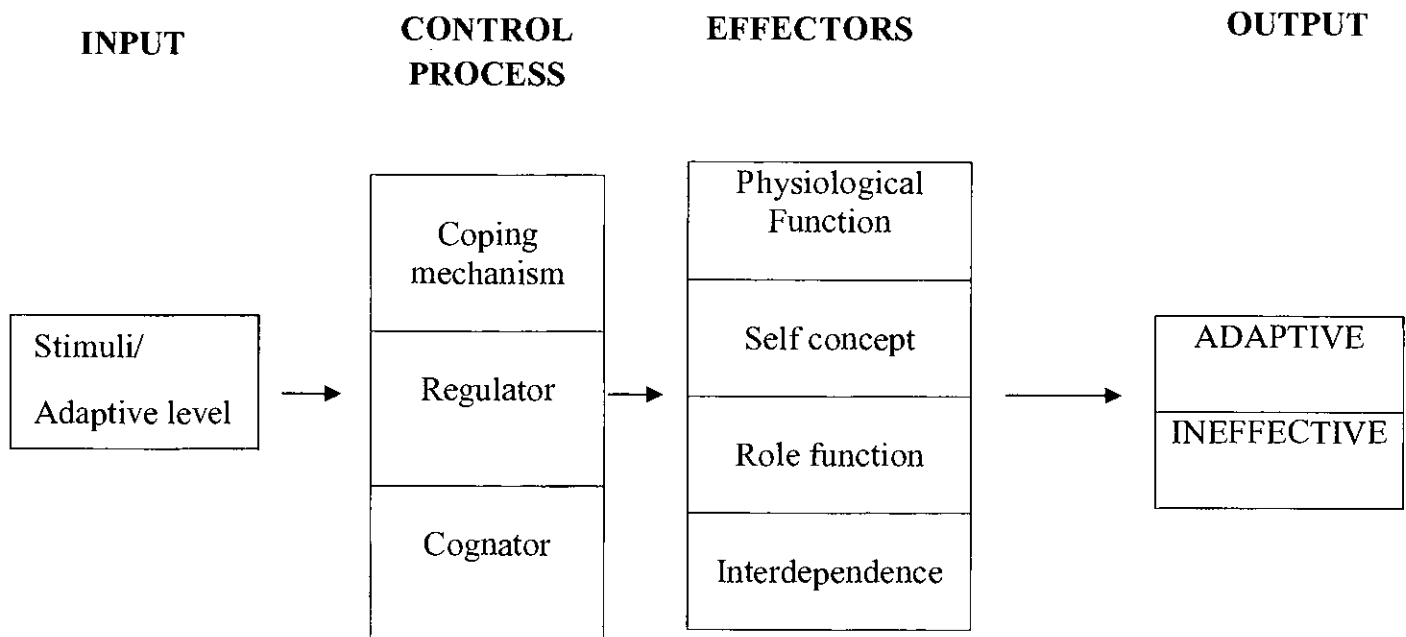 INPUT
CONTROL
PROCESS
EFFECTORS
OUTPUT
Stimuli/
Adaptive level
Coping
mechanism
Regulator
Cognator
Physiological
Function
Self concept
Role function
Interdependence
ADAPTIVE
INEFFECTIVE